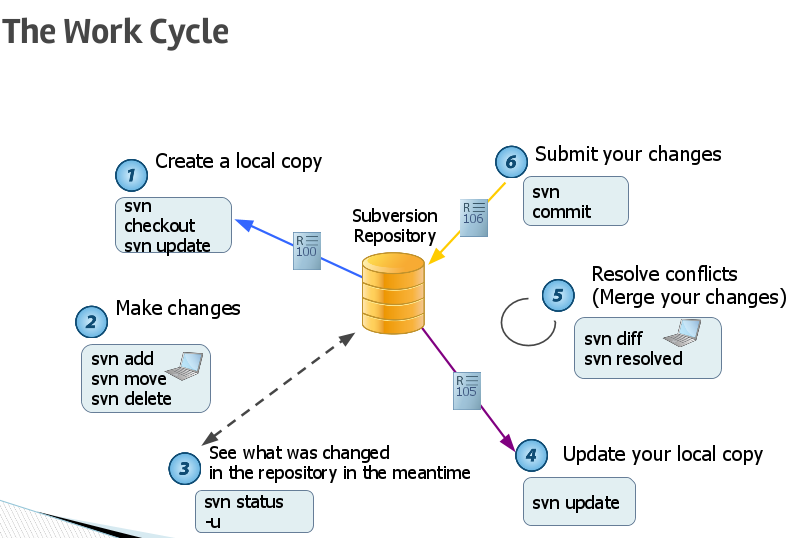 The Work Cycle
1
Create a local copy
svn
checkout
svn update
R
100
Subversion
Repository
6
Submit your changes
svn
commit
R
106
2
Make changes
svn add
svn move
svn delete
5
Resolve conflicts
(Merge your changes)
svn diff
svn resolved
R
105
3
See what was changed
in the repository in the meantime
svn status
-u
4
Update your local copy
svn update